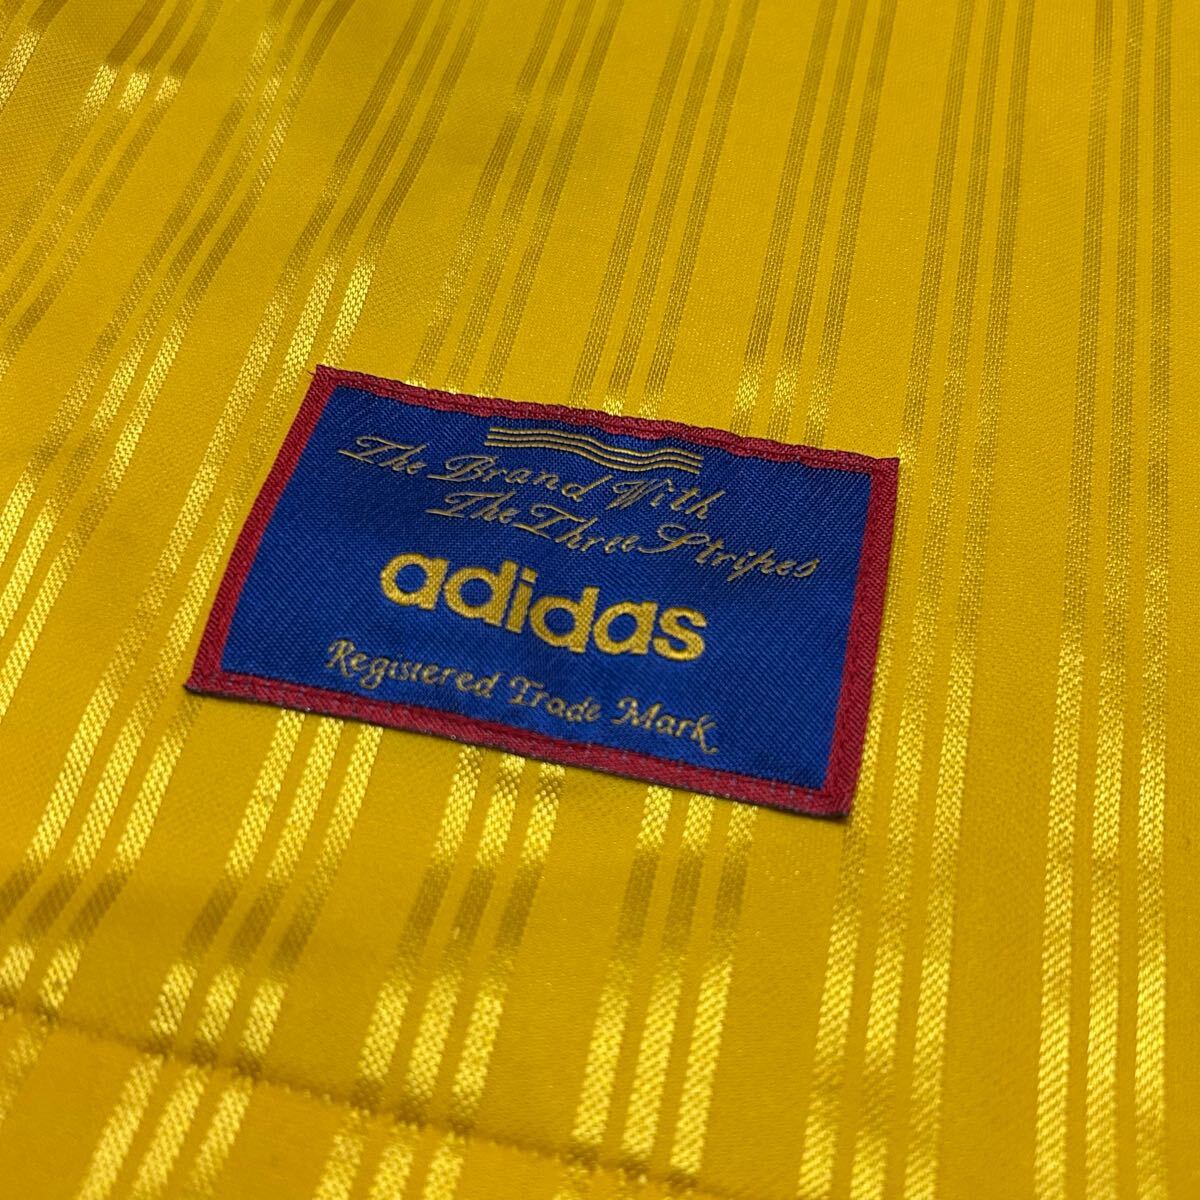 The Brand With
The Three Stripes
adidas
Registered Trade Mark